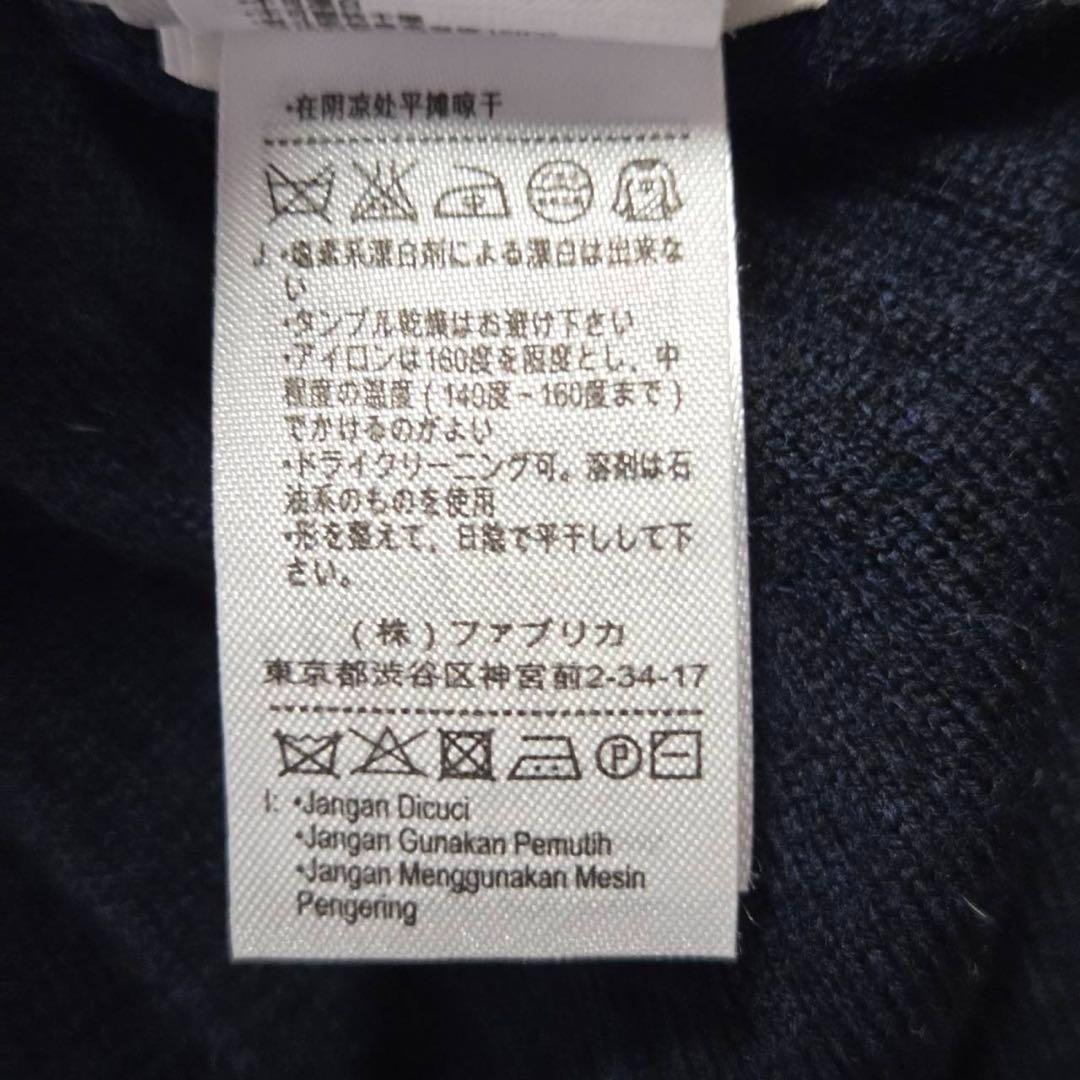 •在阴凉处平摊晾干
J •塩素系漂白剤による漂白は出来な
い
•タンブル乾燥はお避け下さい
•アイロンは160度を限度とし、中
程度の温度(140度~160度まで)
でかけるのがよい
•ドライクリーニング可。溶剤は石
油系のものを使用
•形を整えて、日陰で平干しして下
さい。
(株)ファブリカ
東京都渋谷区神宮前2-34-17
P
I: •Jangan Dicuci
•Jangan Gunakan Pemutih
•Jangan Menggunakan Mesin
Pengering